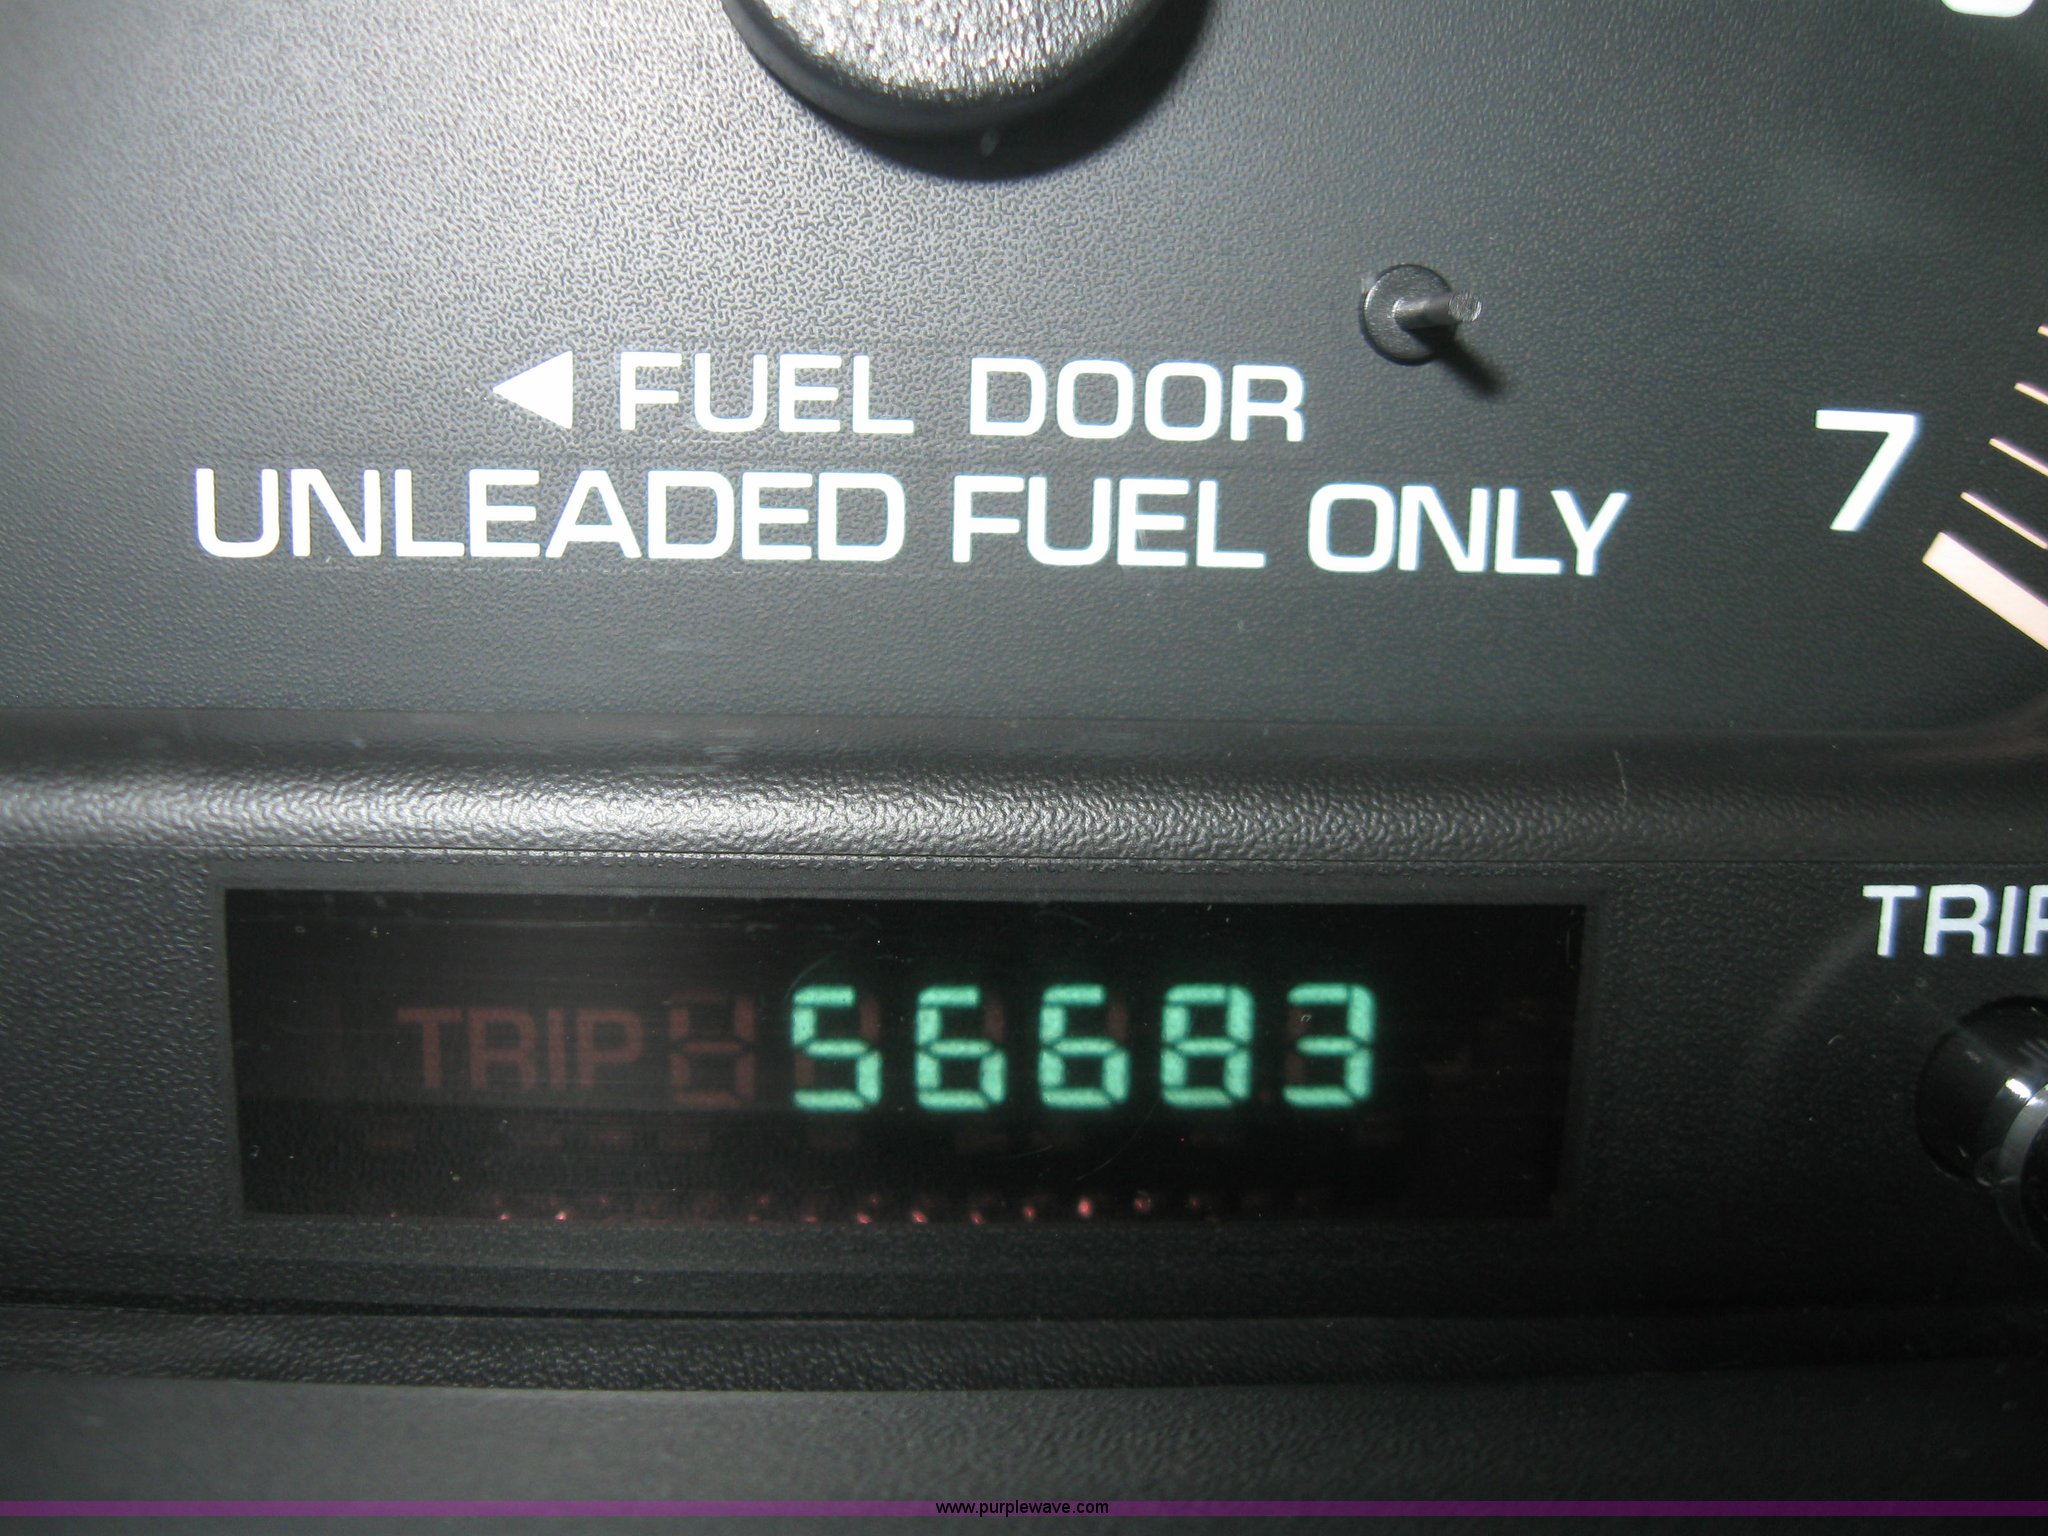 ◀ FUEL DOOR
UNLEADED FUEL ONLY
7
TRIP
TRIP 56683
www.purplewave.com